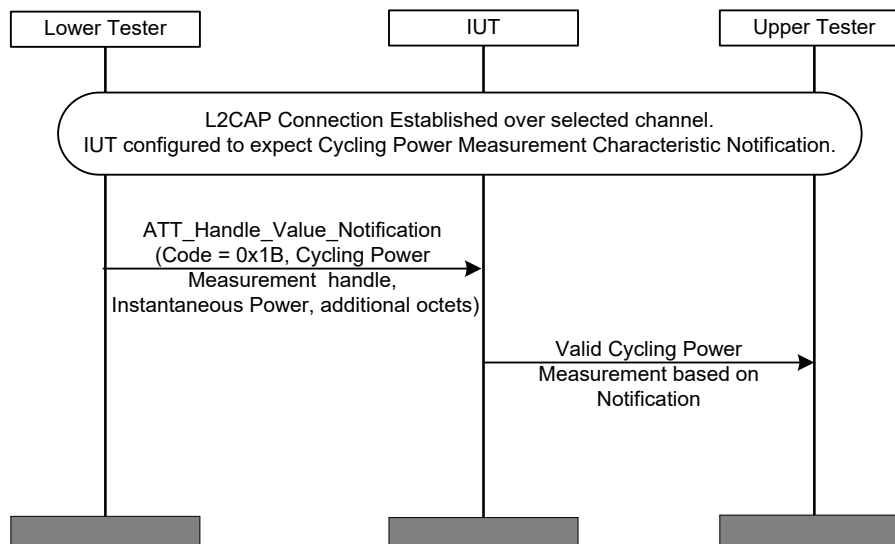 Lower Tester
IUT
Upper Tester
L2CAP Connection Established over selected channel.
IUT configured to expect Cycling Power Measurement Characteristic Notification.
ATT_Handle_Value_Notification
(Code = 0x1B, Cycling Power
Measurement handle,
Instantaneous Power, additional octets)
Valid Cycling Power
Measurement based on
Notification